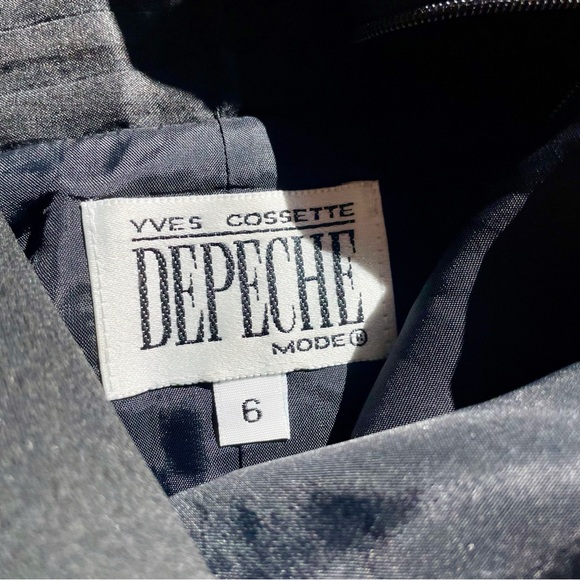 YVES COSSETTE
DEPECHE
MODE®
6